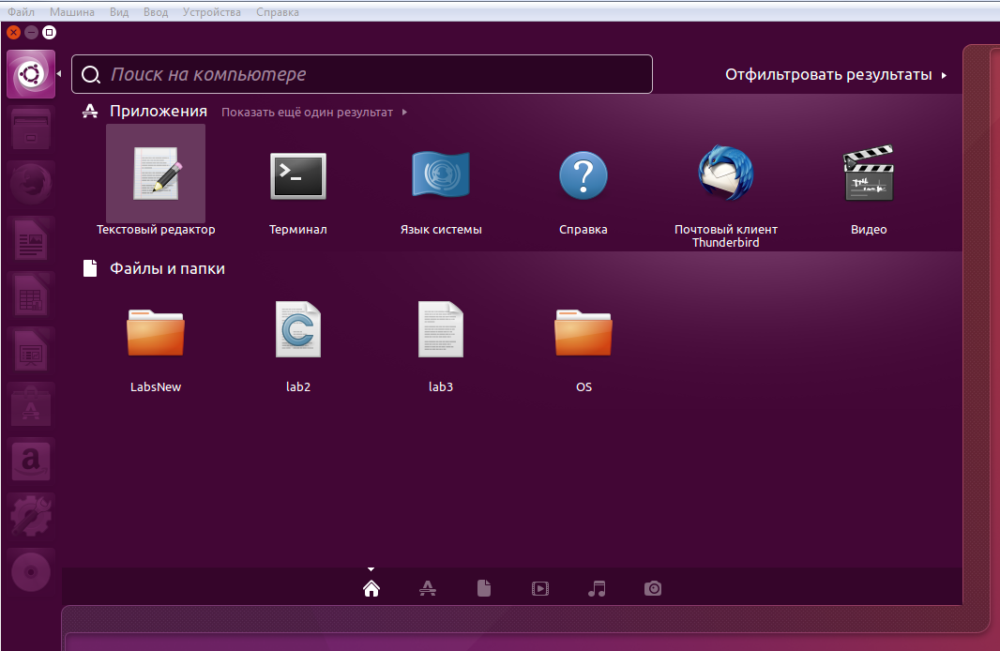 Файл Машина Вид Ввод Устройства Справка
Поиск на компьютере
Отфильтровать результаты
Приложения Показать ещё один результат
Текстовый редактор
Терминал
Язык системы
Справка
Почтовый клиент
Thunderbird
Видео
Файлы и папки
LabsNew
lab2
lab3
OS